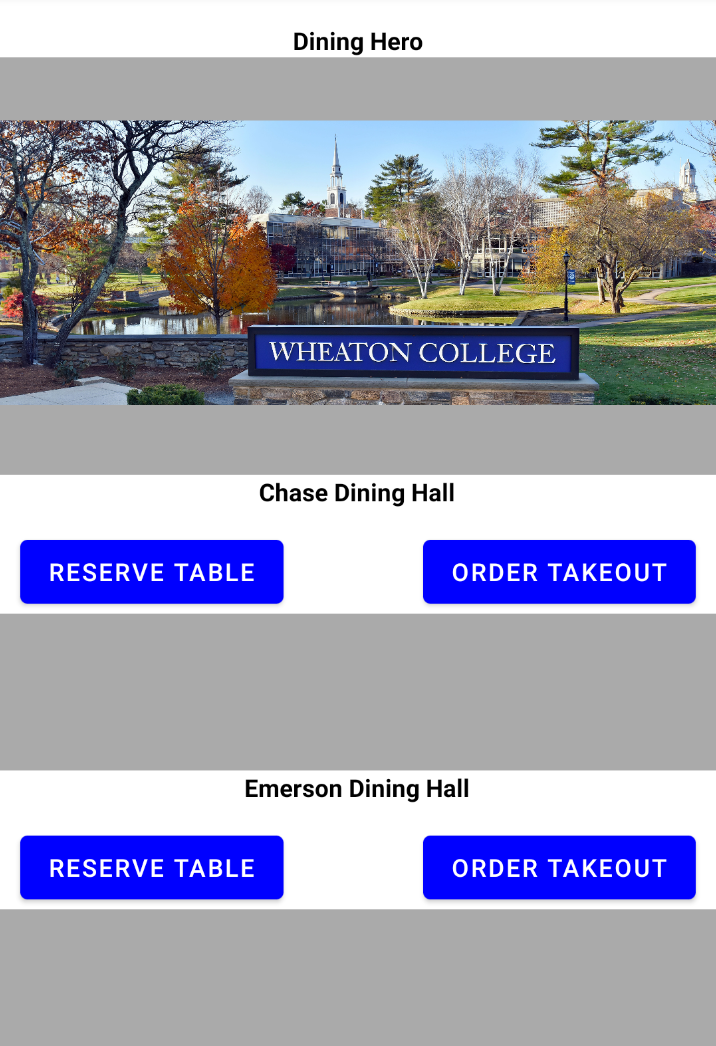 Dining Hero
WHEATON COLLEGE
Chase Dining Hall
RESERVE TABLE
ORDER TAKEOUT
Emerson Dining Hall
RESERVE TABLE
ORDER TAKEOUT